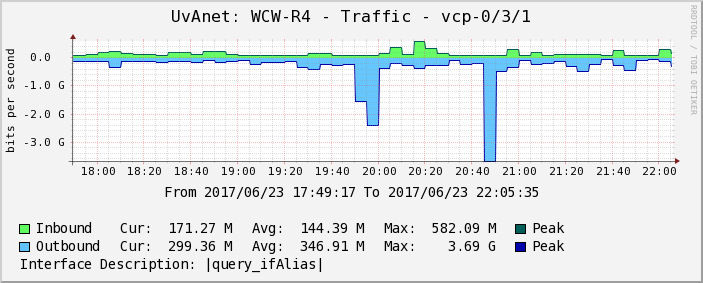 UvAnet: WCW-R4 - Traffic - vcp-0/3/1
RRDTOOL / TOBI OETIKER
bits per second
0.0
-1.0 G
-2.0 G
-3.0 G
18:00 18:20 18:40 19:00 19:20 19:40 20:00 20:20 20:40 21:00 21:20 21:40 22:00
From 2017/06/23 17:49:17 To 2017/06/23 22:05:35
Inbound Cur: 171.27 M Avg: 144.39 M Max: 582.09 M Peak
Outbound Cur: 299.36 M Avg: 346.91 M Max: 3.69 G Peak
Interface Description: |query_ifAlias|